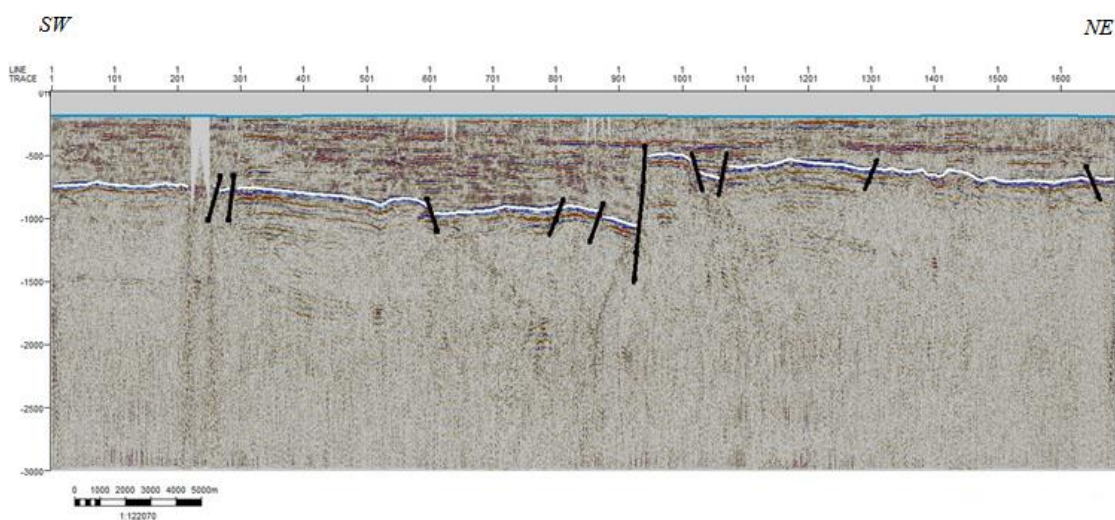 SW NE
LINE 1 1 1 1 1 1 1 1 1 1 1 1 1 1 1 1 1
TRACE 1 101 201 301 401 501 601 701 801 901 1001 1101 1201 1301 1401 1501 1600
-500
-1000
-1500
-2000
-2500
-3000
0 1000 2000 3000 4000 5000m
1:122070